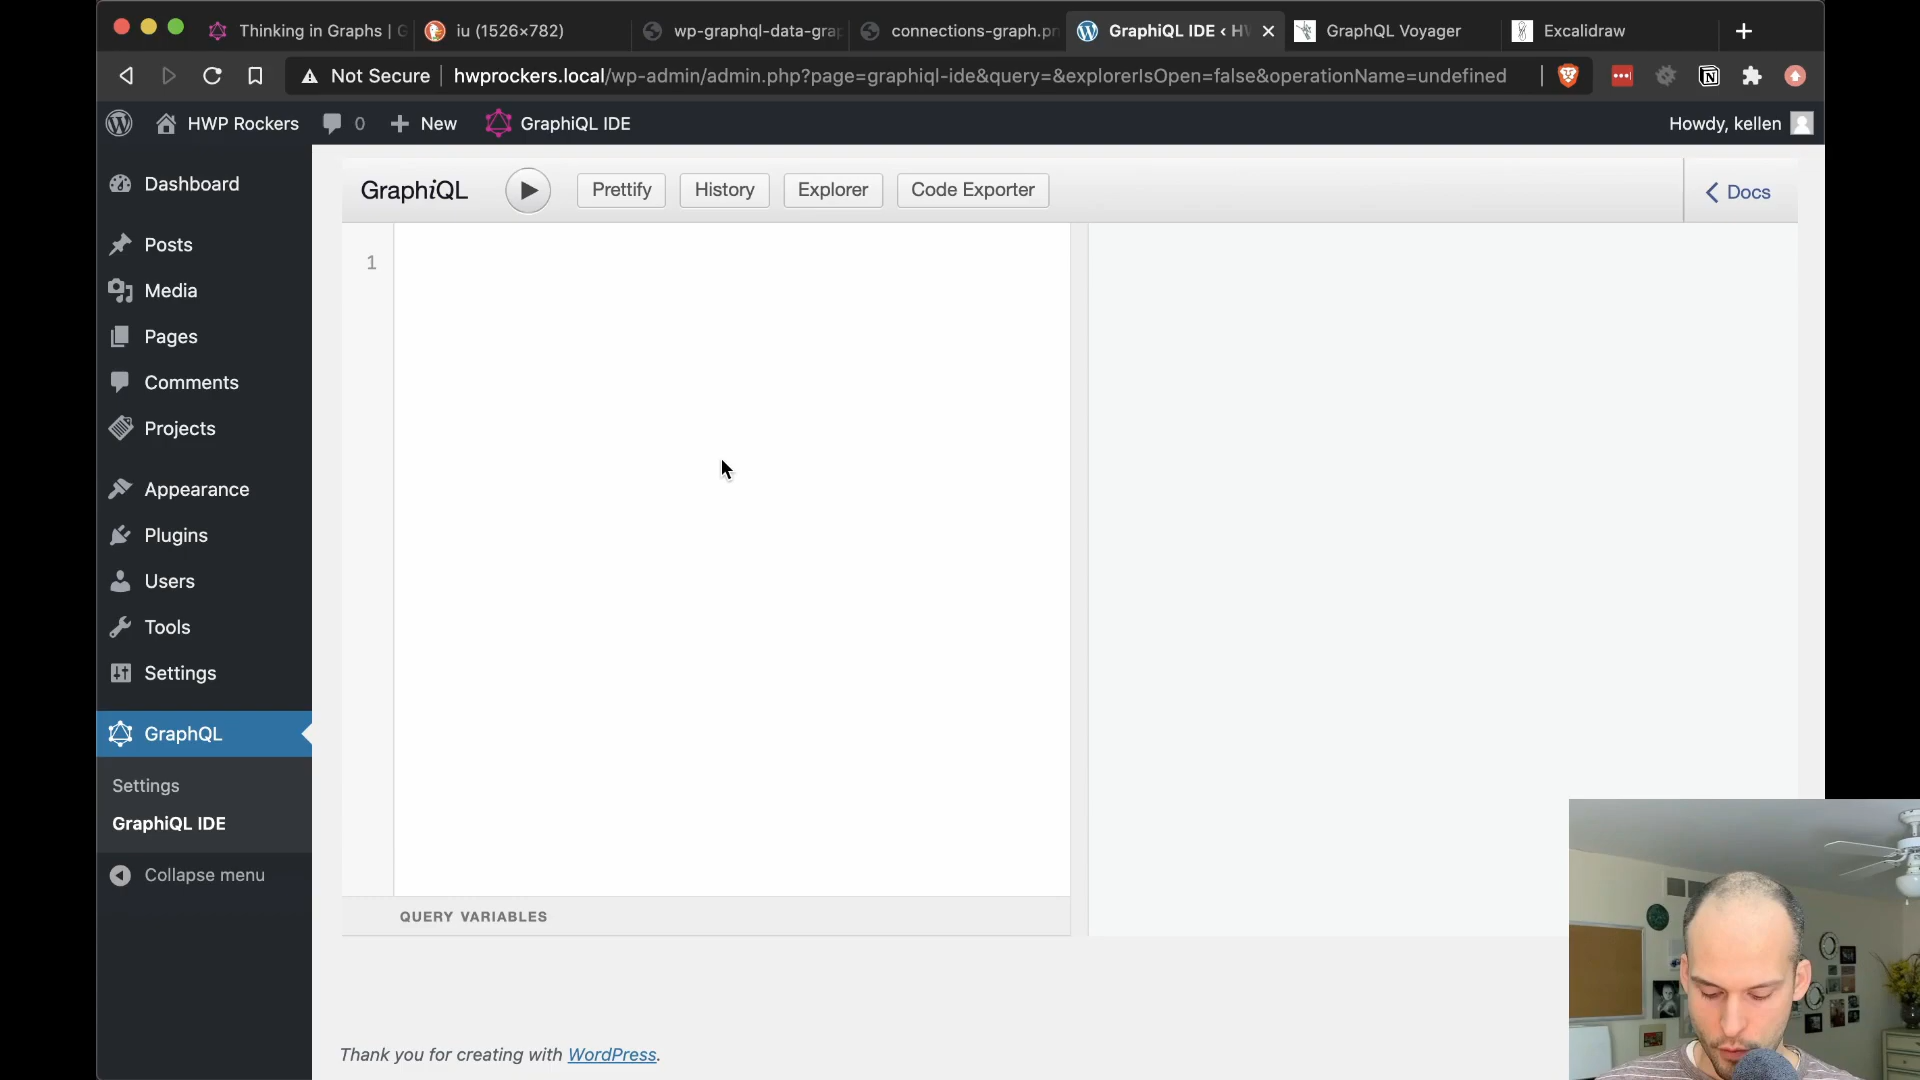 Thinking in Graphs | G
iu (1526×782)
wp-graphql-data-gra
connections-graph.pn
GraphiQL IDE ‹ HW
GraphQL Voyager
Excalidraw
Not Secure
hwprockers.local/wp-admin/admin.php?page=graphiql-ide&query=&explorerIsOpen=false&operationName=undefined
HWP Rockers
0
New
GraphiQL IDE
Howdy, kellen
Dashboard
Posts
Media
Pages
Comments
Projects
Appearance
Plugins
Users
Tools
Settings
GraphQL
Settings
GraphiQL IDE
Collapse menu
GraphiQL
Prettify
History
Explorer
Code Exporter
Docs
1
QUERY VARIABLES
Thank you for creating with WordPress.